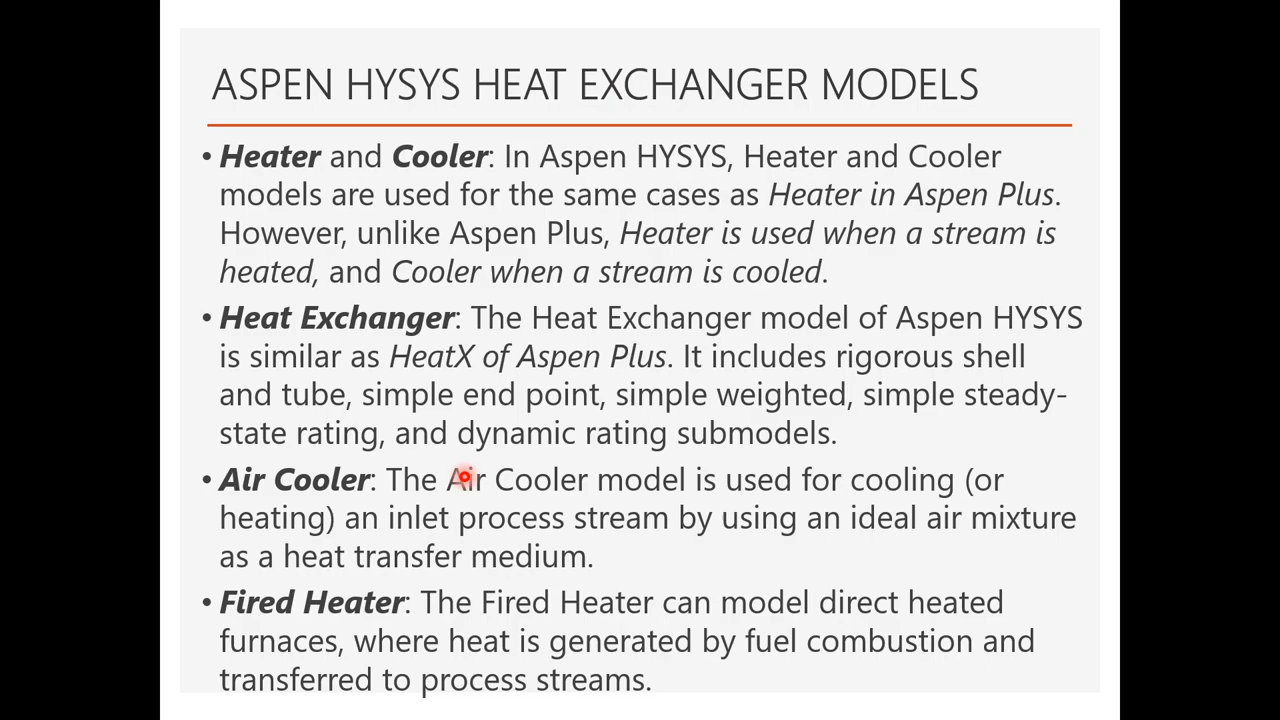 ASPEN HYSYS HEAT EXCHANGER MODELS
• Heater and Cooler: In Aspen HYSYS, Heater and Cooler
models are used for the same cases as Heater in Aspen Plus.
However, unlike Aspen Plus, Heater is used when a stream is
heated, and Cooler when a stream is cooled.
• Heat Exchanger: The Heat Exchanger model of Aspen HYSYS
is similar as HeatX of Aspen Plus. It includes rigorous shell
and tube, simple end point, simple weighted, simple steady-
state rating, and dynamic rating submodels.
• Air Cooler: The Air Cooler model is used for cooling (or
heating) an inlet process stream by using an ideal air mixture
as a heat transfer medium.
• Fired Heater: The Fired Heater can model direct heated
furnaces, where heat is generated by fuel combustion and
transferred to process streams.